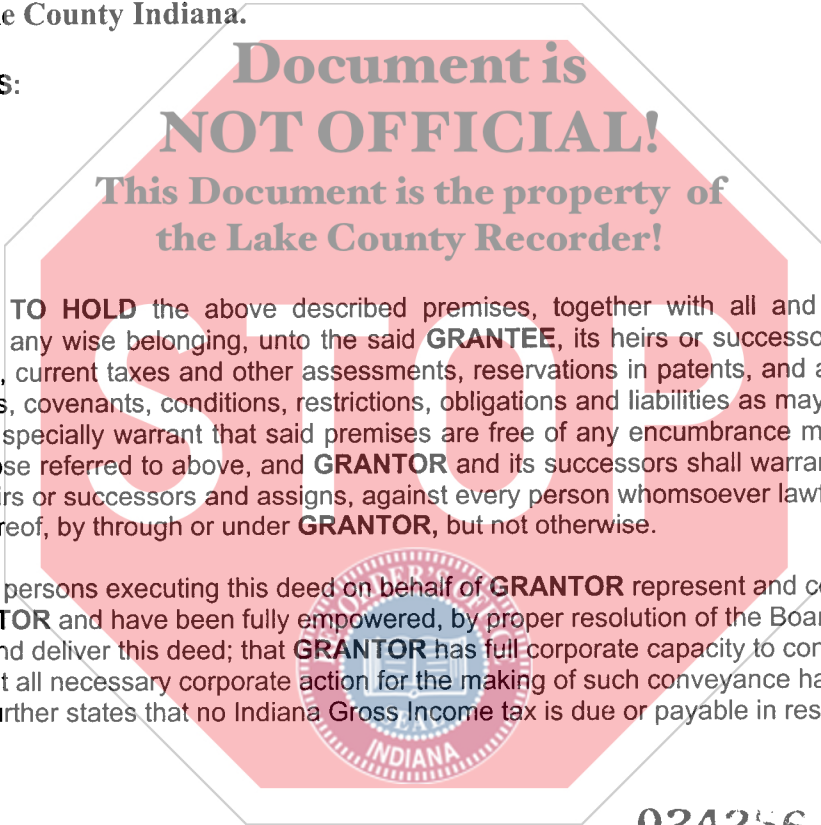 e County Indiana.
Document is
S:
NOT OFFICIAL!
This Document is the property of
the Lake County Recorder!
TO HOLD the above described premises, together with all and
any wise belonging, unto the said GRANTEE, its heirs or successo
, current taxes and other assessments, reservations in patents, and a
s, covenants, conditions, restrictions, obligations and liabilities as may
specially warrant that said premises are free of any encumbrance m
se referred to above, and GRANTOR and its successors shall warran
irs or successors and assigns, against every person whomsoever lawf
reof, by through or under GRANTOR, but not otherwise.
STOP
persons executing this deed on behalf of GRANTOR represent and c
TOR and have been fully empowered, by proper resolution of the Boar
nd deliver this deed; that GRANTOR has full corporate capacity to con
t all necessary corporate action for the making of such conveyance ha
rther states that no Indiana Gross Income tax is due or payable in res
RECORDER'S OFFICE
SEAL
INDIANA